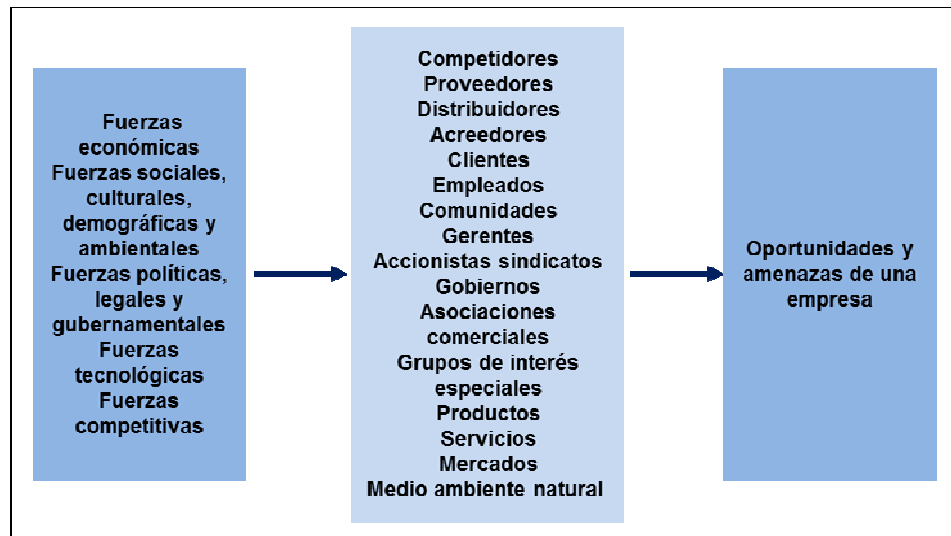 Fuerzas
económicas
Fuerzas sociales,
culturales,
demográficas y
ambientales
Fuerzas políticas,
legales y
gubernamentales
Fuerzas
tecnológicas
Fuerzas
competitivas
Competidores
Proveedores
Distribuidores
Acreedores
Clientes
Empleados
Comunidades
Gerentes
Accionistas sindicatos
Gobiernos
Asociaciones
comerciales
Grupos de interés
especiales
Productos
Servicios
Mercados
Medio ambiente natural
Oportunidades y
amenazas de una
empresa